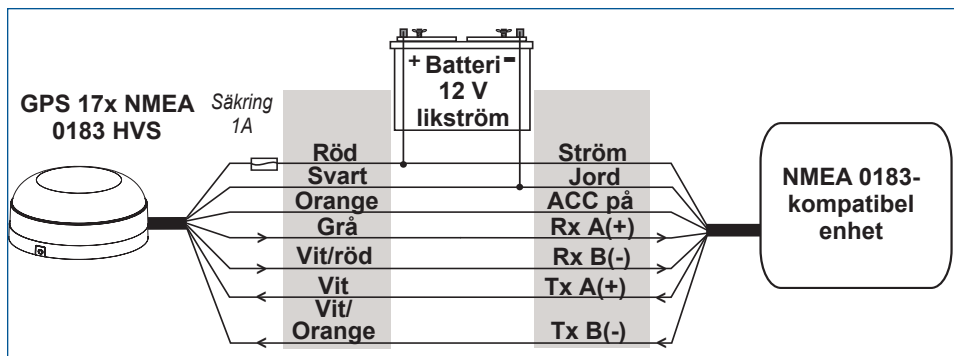 GPS 17x NMEA
0183 HVS
Säkring
1A
+ Batteri -
12 V
likström
Röd
Svart
Orange
Grå
Vit/röd
Vit
Vit/
Orange
Ström
Jord
ACC på
Rx A(+)
Rx B(-)
Tx A(+)
Tx B(-)
NMEA 0183-
kompatibel
enhet